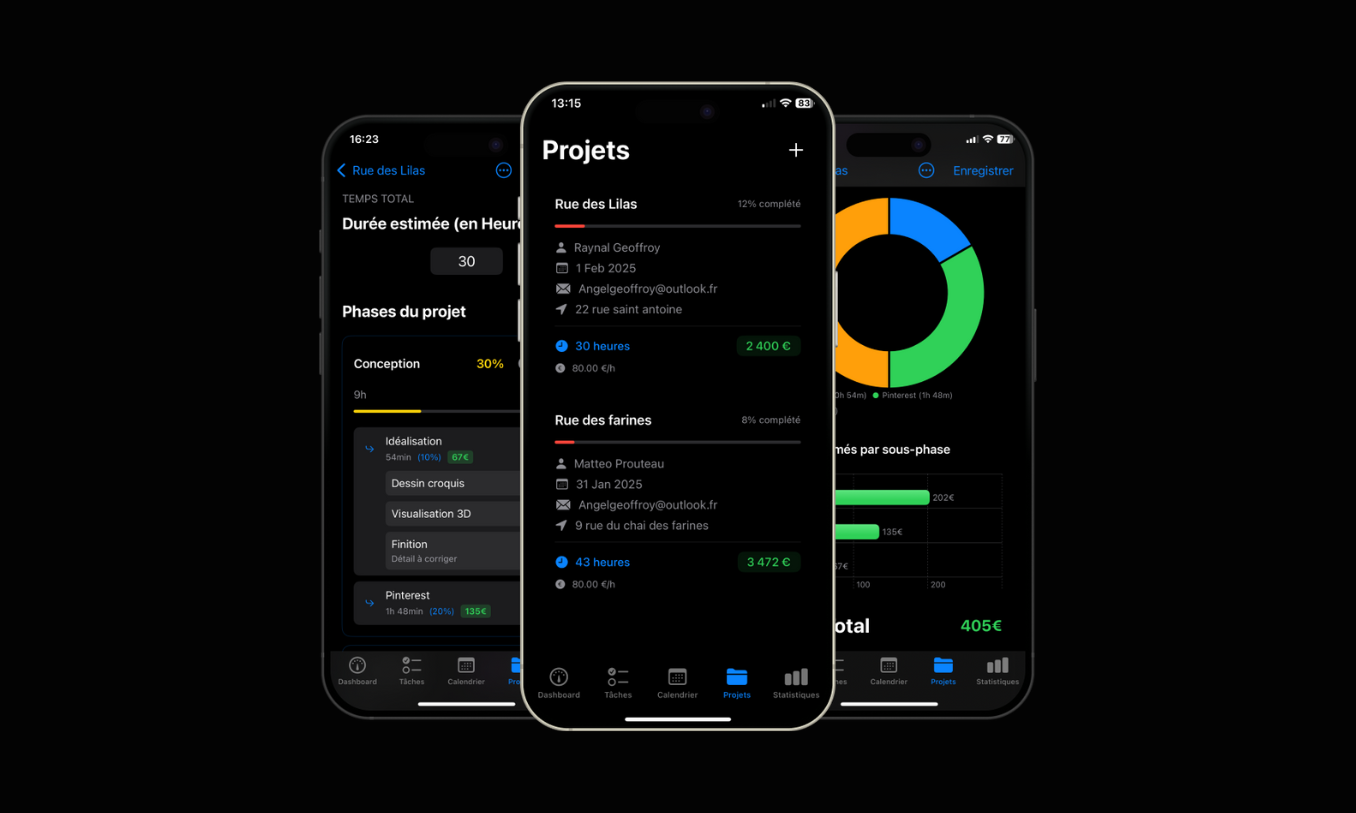 16:23
Rue des Lilas
TEMPS TOTAL
Durée estimée (en Heur
30
Phases du projet
Conception 30%
9h
Idéalisation
54min (10%) 67€
Dessin croquis
Visualisation 3D
Finition
Détail à corriger
Pinterest
1h 48min (20%) 135€
Dashboard Tâches Calendrier Pro
13:15 83
Projets +
Rue des Lilas 12% complété
Raynal Geoffroy
1 Feb 2025
Angelgeoffroy@outlook.fr
22 rue saint antoine
30 heures 2 400 €
80.00 €/h
Rue des farines 8% complété
Matteo Prouteau
31 Jan 2025
Angelgeoffroy@outlook.fr
9 rue du chai des farines
43 heures 3 472 €
80.00 €/h
Dashboard Tâches Calendrier Projets Statistiques
77
as Enregistrer
0h 54m) Pinterest (1h 48m)
més par sous-phase
202€
135€
67€
100 200
otal 405€
hes Calendrier Projets Statistiques